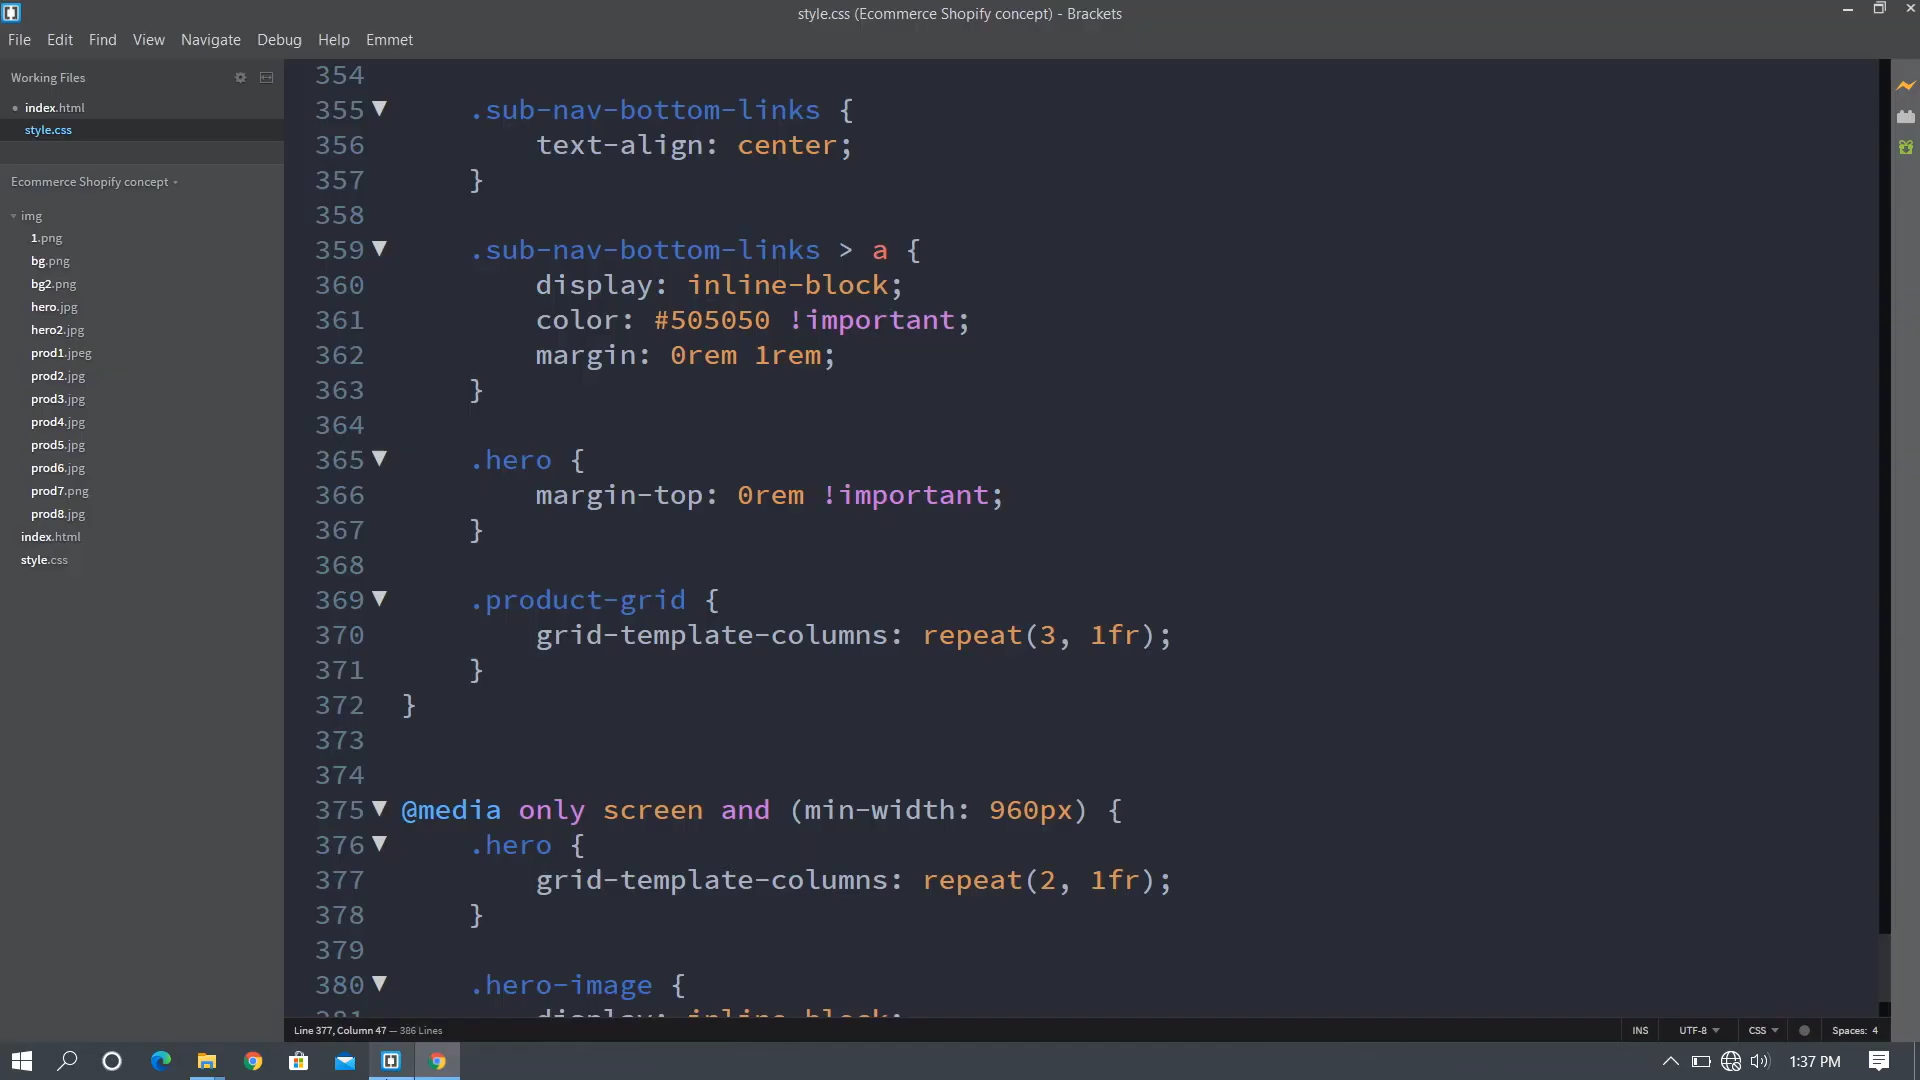 style.css (Ecommerce Shopify concept) - Brackets
File Edit Find View Navigate Debug Help Emmet
Working Files
index.html
style.css
Ecommerce Shopify concept
img
1.png
bg.png
bg2.png
hero.jpg
hero2.jpg
prod1.jpeg
prod2.jpg
prod3.jpg
prod4.jpg
prod5.jpg
prod6.jpg
prod7.png
prod8.jpg
index.html
style.css
354
355 .sub-nav-bottom-links {
356 text-align: center;
357 }
358
359 .sub-nav-bottom-links > a {
360 display: inline-block;
361 color: #505050 !important;
362 margin: 0rem 1rem;
363 }
364
365 .hero {
366 margin-top: 0rem !important;
367 }
368
369 .product-grid {
370 grid-template-columns: repeat(3, 1fr);
371 }
372 }
373
374
375 @media only screen and (min-width: 960px) {
376 .hero {
377 grid-template-columns: repeat(2, 1fr);
378 }
379
380 .hero-image {
381 display: inline-block;
Line 377, Column 47 — 386 Lines
INS UTF-8 CSS Spaces: 4
1:37 PM